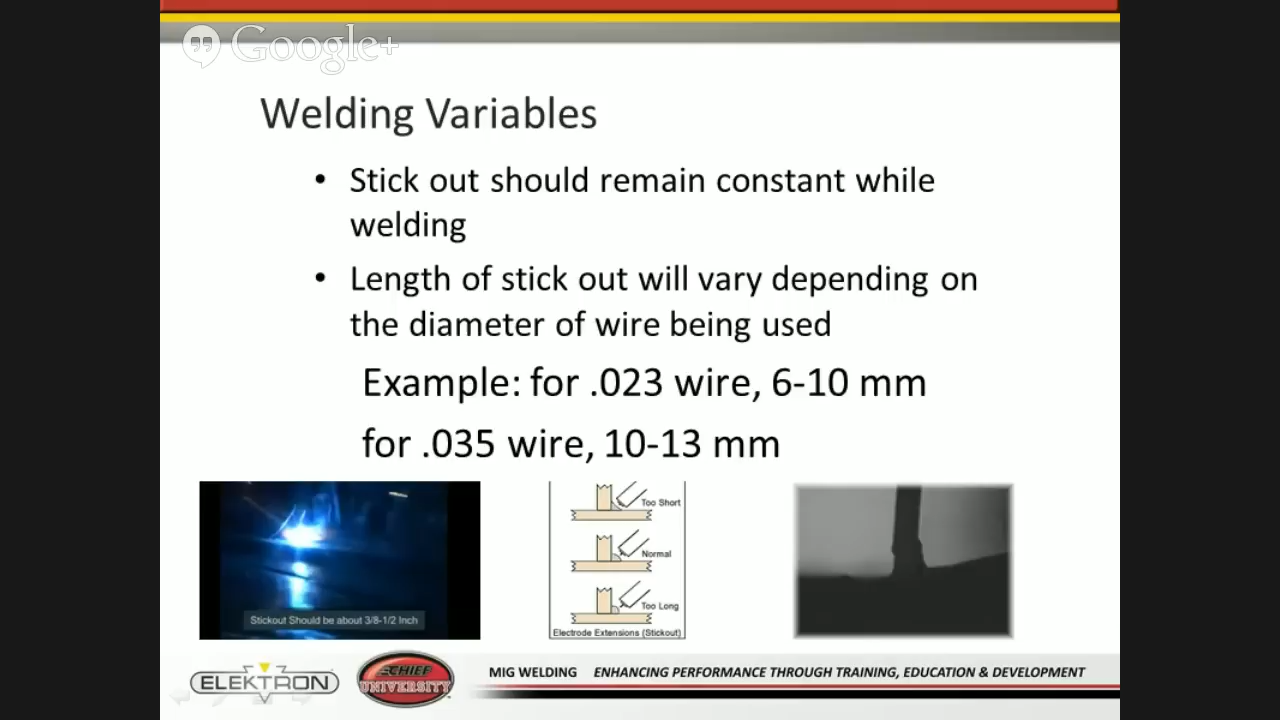 Google+
Welding Variables
• Stick out should remain constant while
welding
• Length of stick out will vary depending on
the diameter of wire being used
Example: for .023 wire, 6-10 mm
for .035 wire, 10-13 mm
Stickout Should be about 3/8-1/2 Inch
Too Short
Normal
Too Long
Electrode Extensions (Stickout)
ELEKTRON
CHIEF
UNIVERSITY
MIG WELDING ENHANCING PERFORMANCE THROUGH TRAINING, EDUCATION & DEVELOPMENT